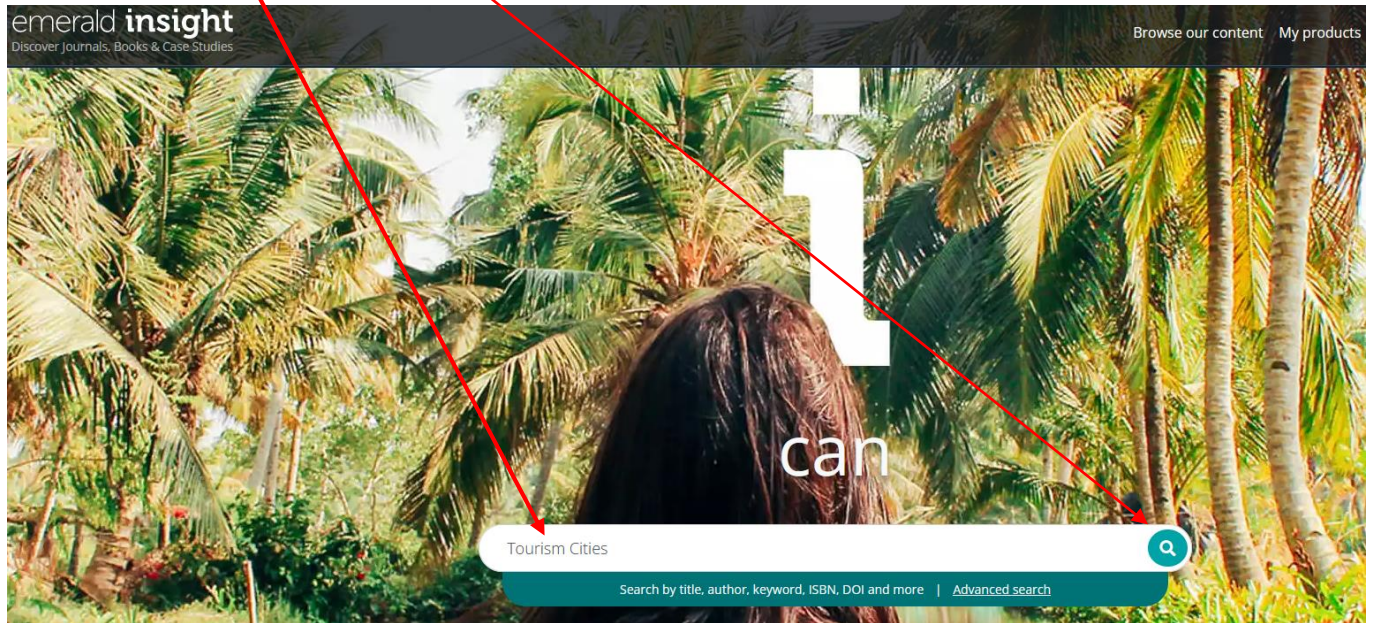 emerald insight
Discover Journals, Books & Case Studies
Browse our content My products
i
can
Tourism Cities
Search by title, author, keyword, ISBN, DOI and more | Advanced search